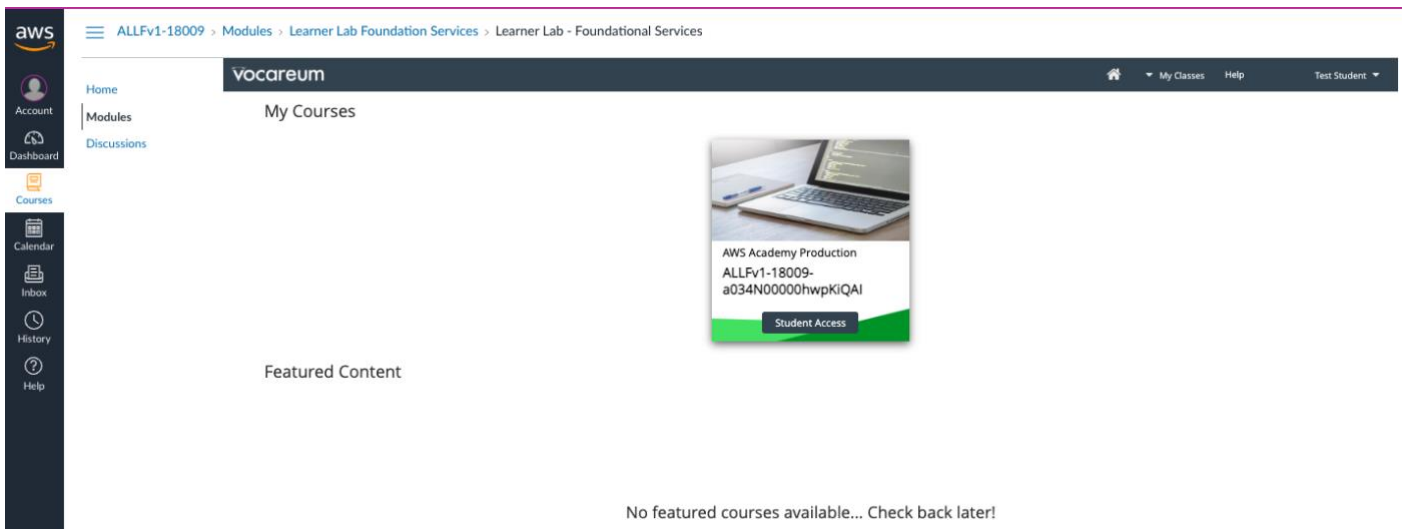 aws
ALLFv1-18009 > Modules > Learner Lab Foundation Services > Learner Lab - Foundational Services
Account
Dashboard
Courses
Calendar
Inbox
History
Help
Home
Modules
Discussions
Vocareum
My Classes
Help
Test Student
My Courses
AWS Academy Production
ALLFv1-18009-
a034N00000hwpKiQAI
Student Access
Featured Content
No featured courses available... Check back later!